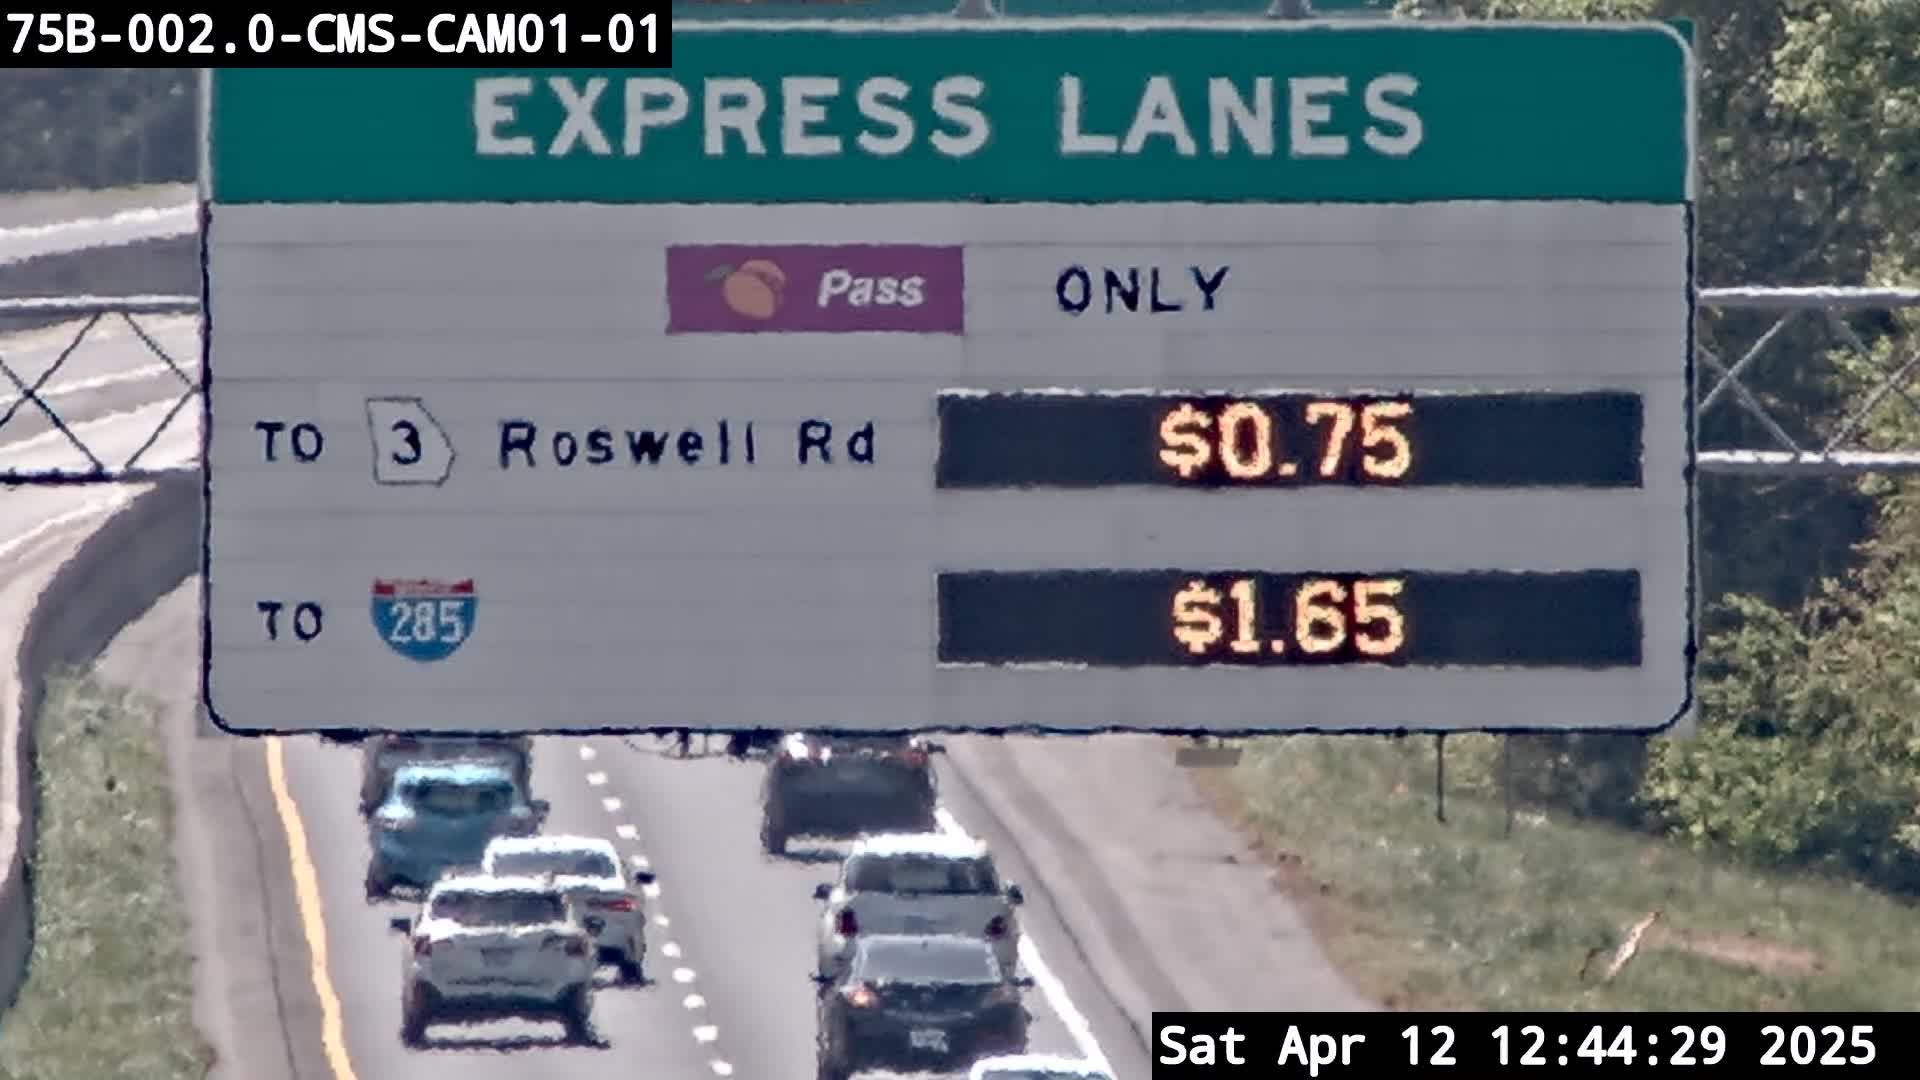 75B-002.0-CMS-CAM01-01
EXPRESS LANES
Pass ONLY
TO 3 Roswell Rd $0.75
TO 285 $1.65
Sat Apr 12 12:44:29 2025